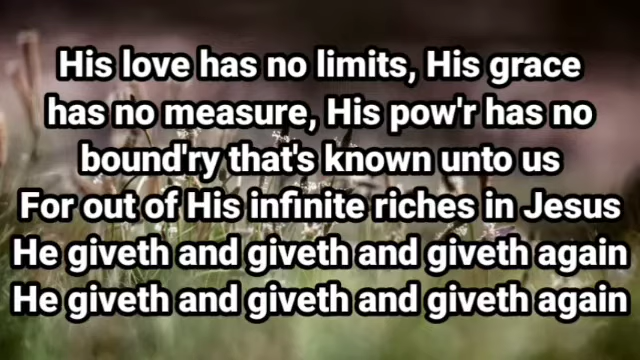 His love has no limits, His grace
has no measure, His pow'r has no
bound'ry that's known unto us
For out of His infinite riches in Jesus
He giveth and giveth and giveth again
He giveth and giveth and giveth again